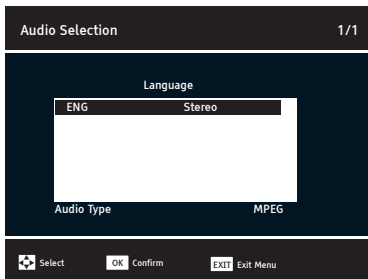 Audio Selection 1/1
Language
ENG Stereo
Audio Type MPEG
Select OK Confirm EXIT Exit Menu